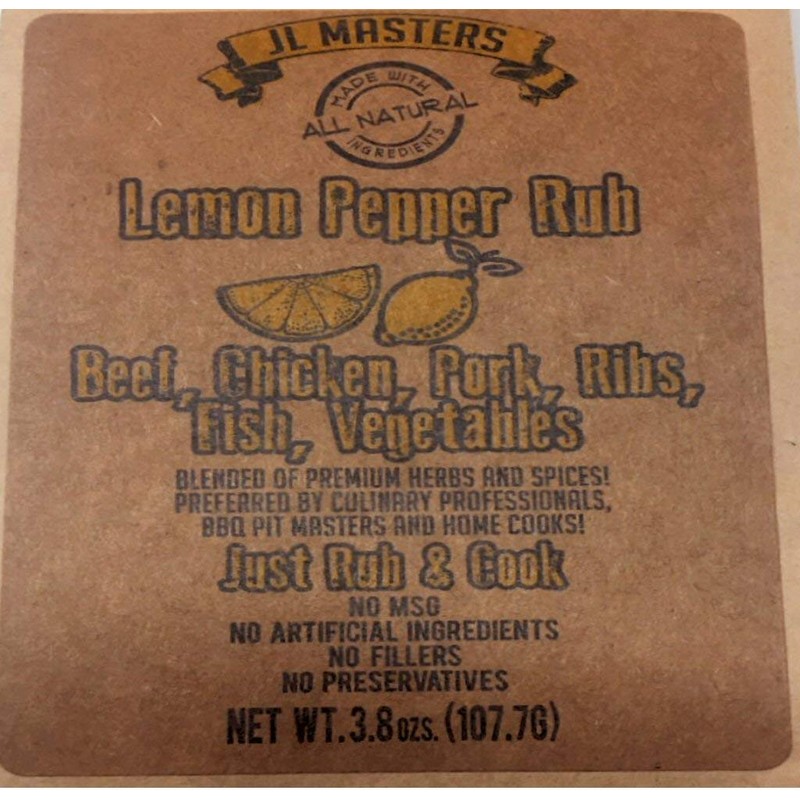 JL MASTERS
MADE WITH
ALL NATURAL
INGREDIENTS
Lemon Pepper Rub
Beef, Chicken, Pork, Ribs,
Fish, Vegetables
BLENDED OF PREMIUM HERBS AND SPICES!
PREFERRED BY CULINARY PROFESSIONALS,
BBQ PIT MASTERS AND HOME COOKS!
Just Rub & Cook
NO MSG
NO ARTIFICIAL INGREDIENTS
NO FILLERS
NO PRESERVATIVES
NET WT. 3.8 OZS. (107.7G)